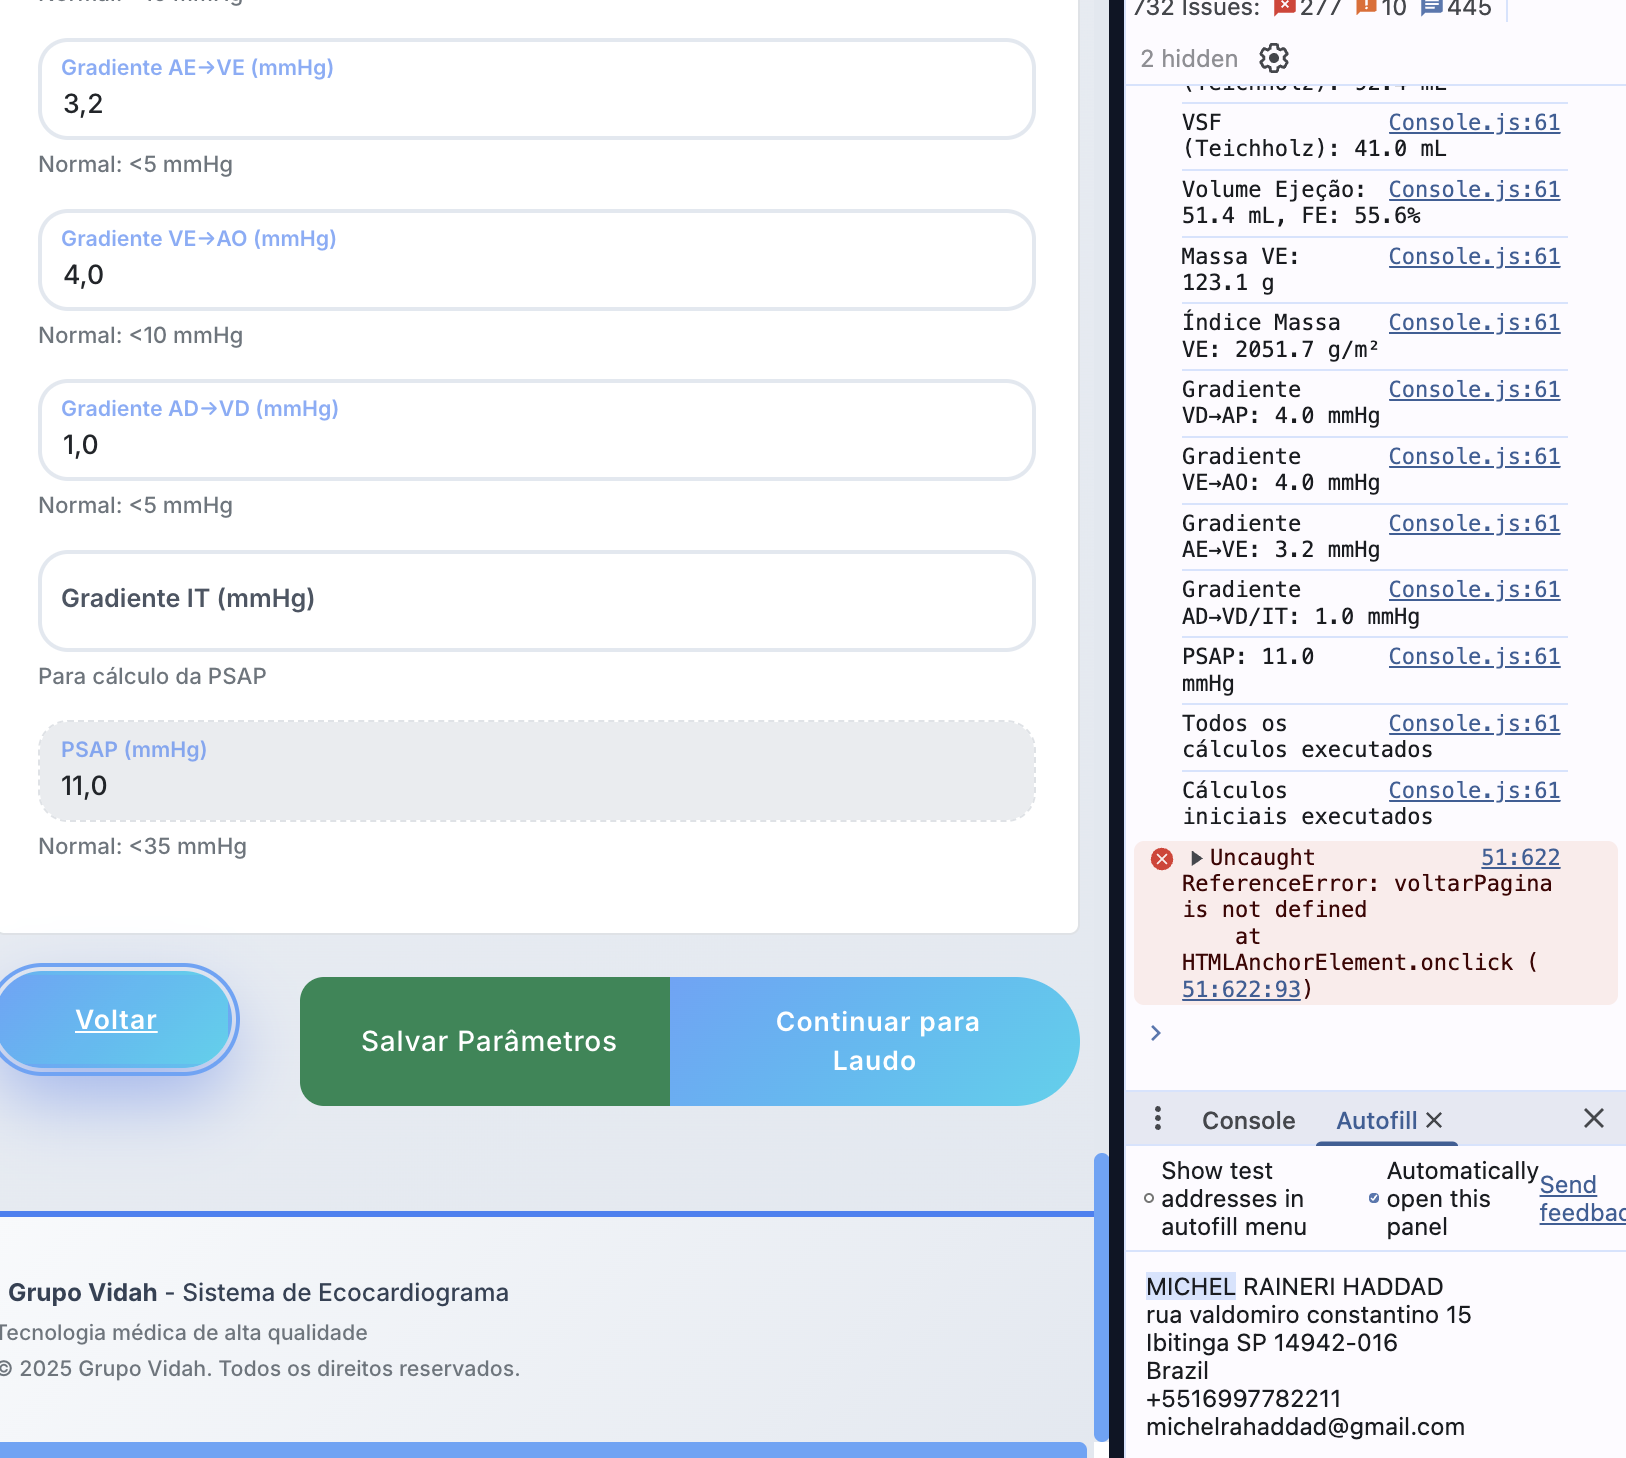 Gradiente AE→VE (mmHg)
3,2
Normal: <5 mmHg
Gradiente VE→AO (mmHg)
4,0
Normal: <10 mmHg
Gradiente AD→VD (mmHg)
1,0
Normal: <5 mmHg
Gradiente IT (mmHg)
Para cálculo da PSAP
PSAP (mmHg)
11,0
Normal: <35 mmHg
Voltar
Salvar Parâmetros
Continuar para
Laudo
Grupo Vidah - Sistema de Ecocardiograma
Tecnologia médica de alta qualidade
© 2025 Grupo Vidah. Todos os direitos reservados.
732 Issues: 277 10 445
2 hidden
VSF Console.js:61
(Teichholz): 41.0 mL
Volume Ejeção: Console.js:61
51.4 mL, FE: 55.6%
Massa VE: Console.js:61
123.1 g
Índice Massa Console.js:61
VE: 2051.7 g/m²
Gradiente Console.js:61
VD→AP: 4.0 mmHg
Gradiente Console.js:61
VE→AO: 4.0 mmHg
Gradiente Console.js:61
AE→VE: 3.2 mmHg
Gradiente Console.js:61
AD→VD/IT: 1.0 mmHg
PSAP: 11.0 Console.js:61
mmHg
Todos os Console.js:61
cálculos executados
Cálculos Console.js:61
iniciais executados
Uncaught 51:622
ReferenceError: voltarPagina
is not defined
at
HTMLAnchorElement.onclick (
51:622:93)
Console Autofill
Show test
addresses in
autofill menu
Automatically
open this
panel
Send
feedbac
MICHEL RAINERI HADDAD
rua valdomiro constantino 15
Ibitinga SP 14942-016
Brazil
+5516997782211
michelrahaddad@gmail.com